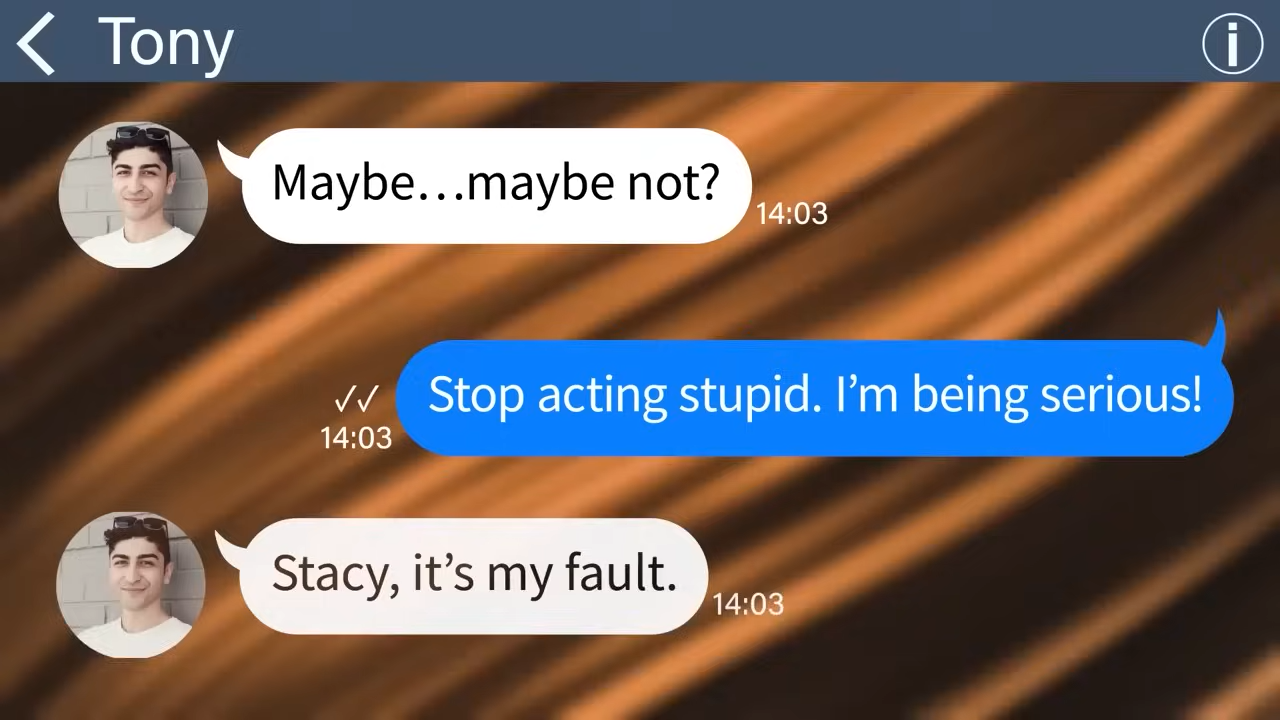 Tony
Maybe…maybe not?
14:03
Stop acting stupid. I’m being serious!
✓✓
14:03
Stacy, it’s my fault.
14:03